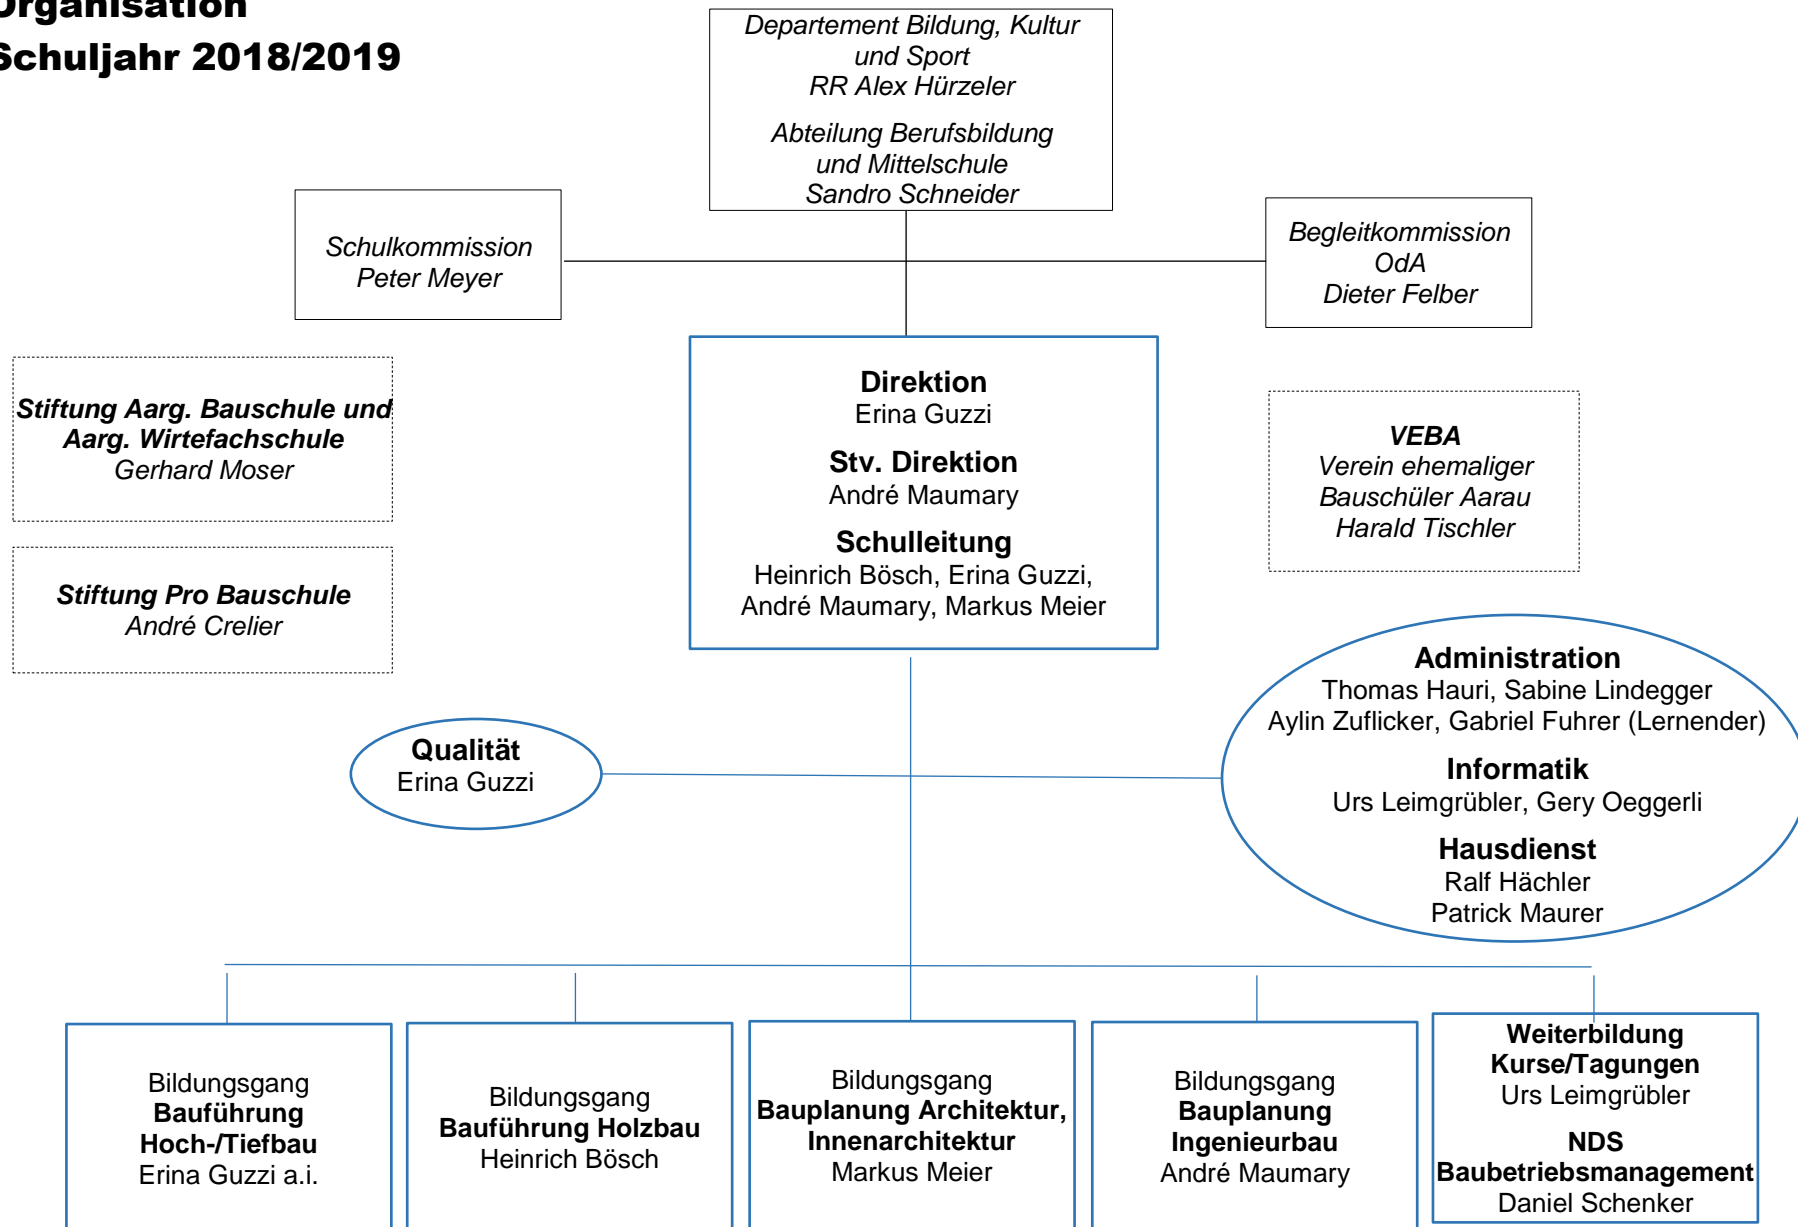 Organisation
Schuljahr 2018/2019
Departement Bildung, Kultur
und Sport
RR Alex Hürzeler
Abteilung Berufsbildung
und Mittelschule
Sandro Schneider
Schulkommission
Peter Meyer
Begleitkommission
OdA
Dieter Felber
Stiftung Aarg. Bauschule und
Aarg. Wirtefachschule
Gerhard Moser
Stiftung Pro Bauschule
André Crelier
Direktion
Erina Guzzi
Stv. Direktion
André Maumary
Schulleitung
Heinrich Bösch, Erina Guzzi,
André Maumary, Markus Meier
VEBA
Verein ehemaliger
Bauschüler Aarau
Harald Tischler
Qualität
Erina Guzzi
Administration
Thomas Hauri, Sabine Lindegger
Aylin Zuflicker, Gabriel Fuhrer (Lernender)
Informatik
Urs Leimgrübler, Gery Oeggerli
Hausdienst
Ralf Hächler
Patrick Maurer
Bildungsgang
Bauführung
Hoch-/Tiefbau
Erina Guzzi a.i.
Bildungsgang
Bauführung Holzbau
Heinrich Bösch
Bildungsgang
Bauplanung Architektur,
Innenarchitektur
Markus Meier
Bildungsgang
Bauplanung
Ingenieurbau
André Maumary
Weiterbildung
Kurse/Tagungen
Urs Leimgrübler
NDS
Baubetriebsmanagement
Daniel Schenker